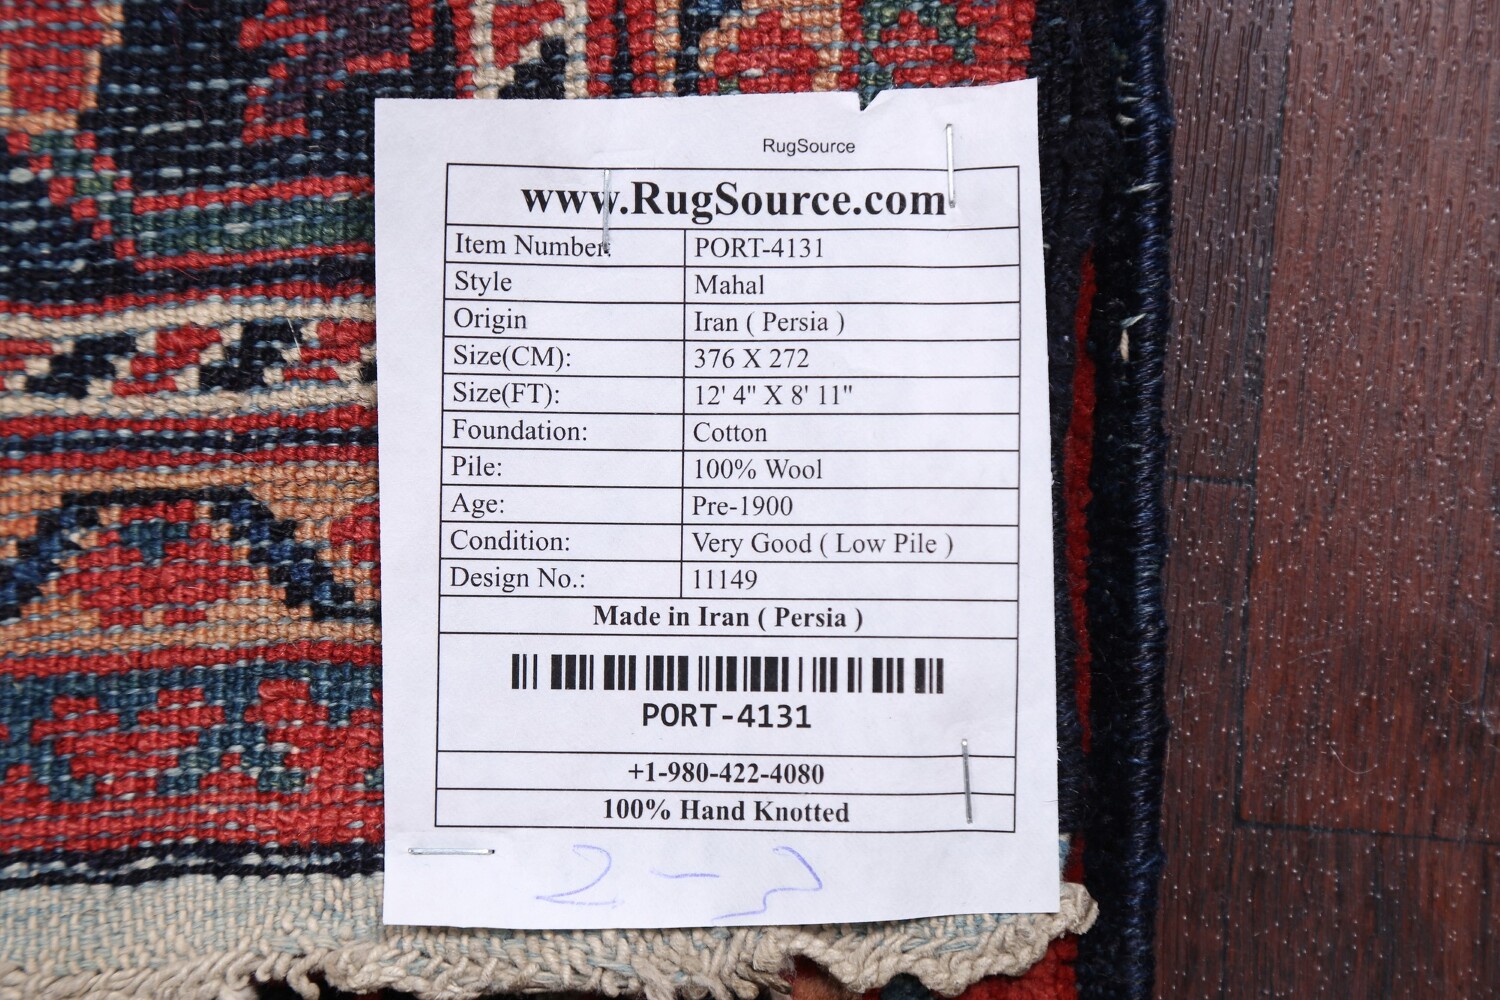 RugSource
www.RugSource.com
Item Number: PORT-4131
Style Mahal
Origin Iran ( Persia )
Size(CM): 376 X 272
Size(FT): 12' 4" X 8' 11"
Foundation: Cotton
Pile: 100% Wool
Age: Pre-1900
Condition: Very Good ( Low Pile )
Design No.: 11149
Made in Iran ( Persia )
PORT-4131
+1-980-422-4080
100% Hand Knotted